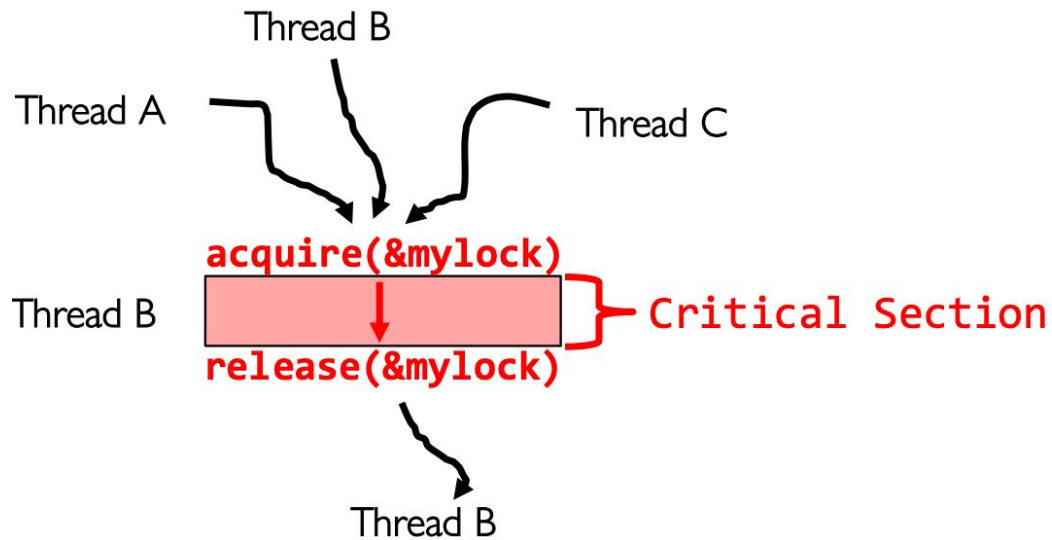 Thread B
Thread A
Thread C
acquire(&mylock)
Thread B
Critical Section
release(&mylock)
Thread B